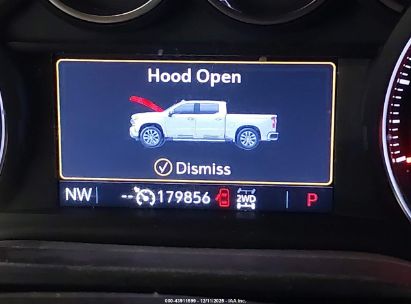 Hood Open
Dismiss
NW -- 179856 2WD P